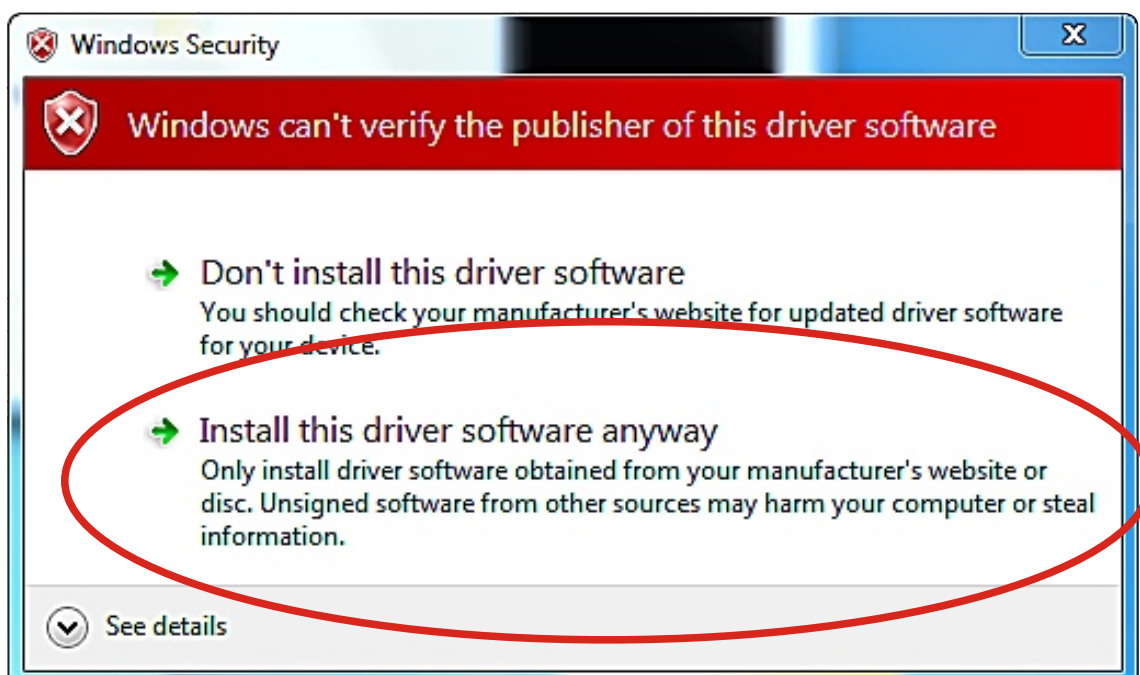 Windows Security
x
Windows can't verify the publisher of this driver software
Don't install this driver software
You should check your manufacturer's website for updated driver software
for your device.
Install this driver software anyway
Only install driver software obtained from your manufacturer's website or
disc. Unsigned software from other sources may harm your computer or steal
information.
See details